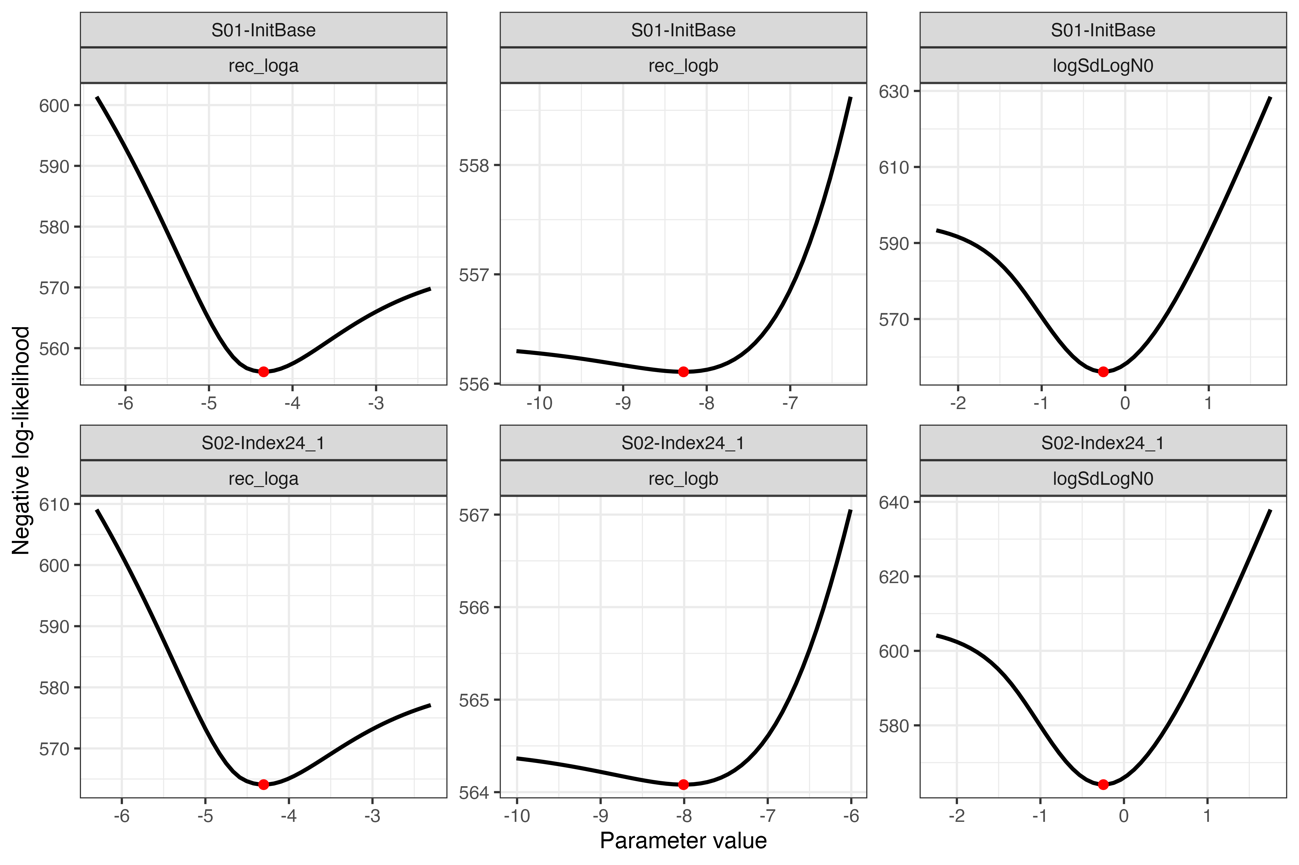 S01-InitBase S01-InitBase S01-InitBase
rec_loga rec_logb logSdLogN0
600 590 580 570 560
558 557 556
630 610 590 570
-6 -5 -4 -3
-10 -9 -8 -7
-2 -1 0 1
Negative log-likelihood
S02-Index24_1 S02-Index24_1 S02-Index24_1
rec_loga rec_logb logSdLogN0
610 600 590 580 570
567 566 565 564
640 620 600 580
-6 -5 -4 -3
-10 -9 -8 -7 -6
-2 -1 0 1
Parameter value